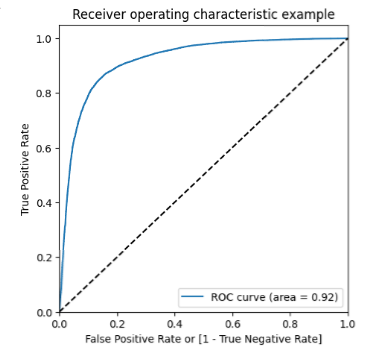 Receiver operating characteristic example
1.0
0.8
0.6
0.4
0.2
0.0
True Positive Rate
ROC curve (area = 0.92)
0.0 0.2 0.4 0.6 0.8 1.0
False Positive Rate or [1 - True Negative Rate]